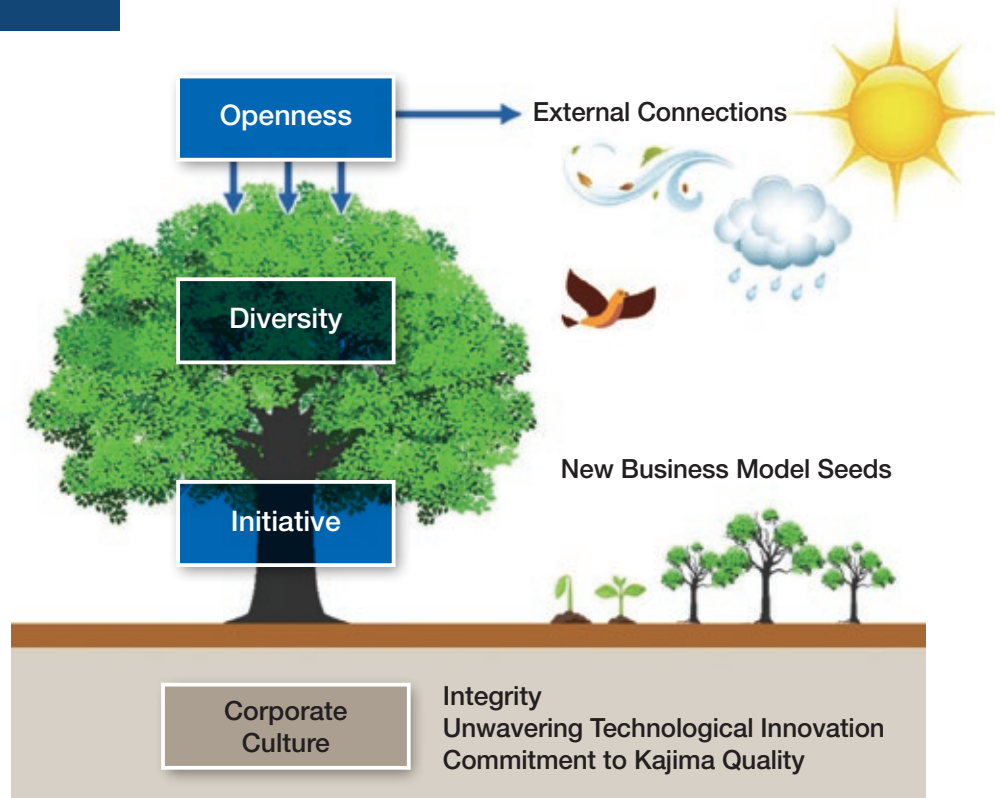 Openness
External Connections
Diversity
New Business Model Seeds
Initiative
Corporate
Culture
Integrity
Unwavering Technological Innovation
Commitment to Kajima Quality